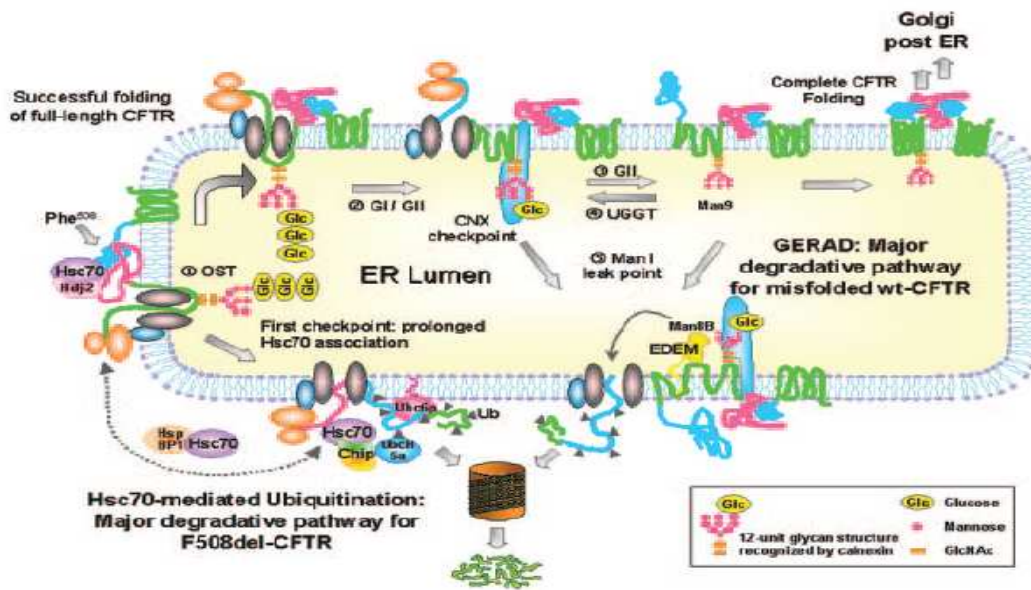 Golgi
post ER
Successful folding
of full-length CFTR
Complete CFTR
Folding
Phe508
Hsc70
Hdj2
① OST
② GI / GII
Glc
Glc
Glc
Glc
Glc
Glc
CNX
checkpoint
Glc
③ GII
④ UGGT
Man9
ER Lumen
⑤ Man I
leak point
GERAD: Major
degradative pathway
for misfolded wt-CFTR
First checkpoint: prolonged
Hsc70 association
Man8B
Glc
EDEM
Ub
Hsc70
Chip
UbcH
5a
Hsp
BP1
Hsc70
Hsc70-mediated Ubiquitination:
Major degradative pathway for
F508del-CFTR
Glc
12-unit glycan structure
recognized by calnexin
Glc
Glucose
Mannose
GlcNAc